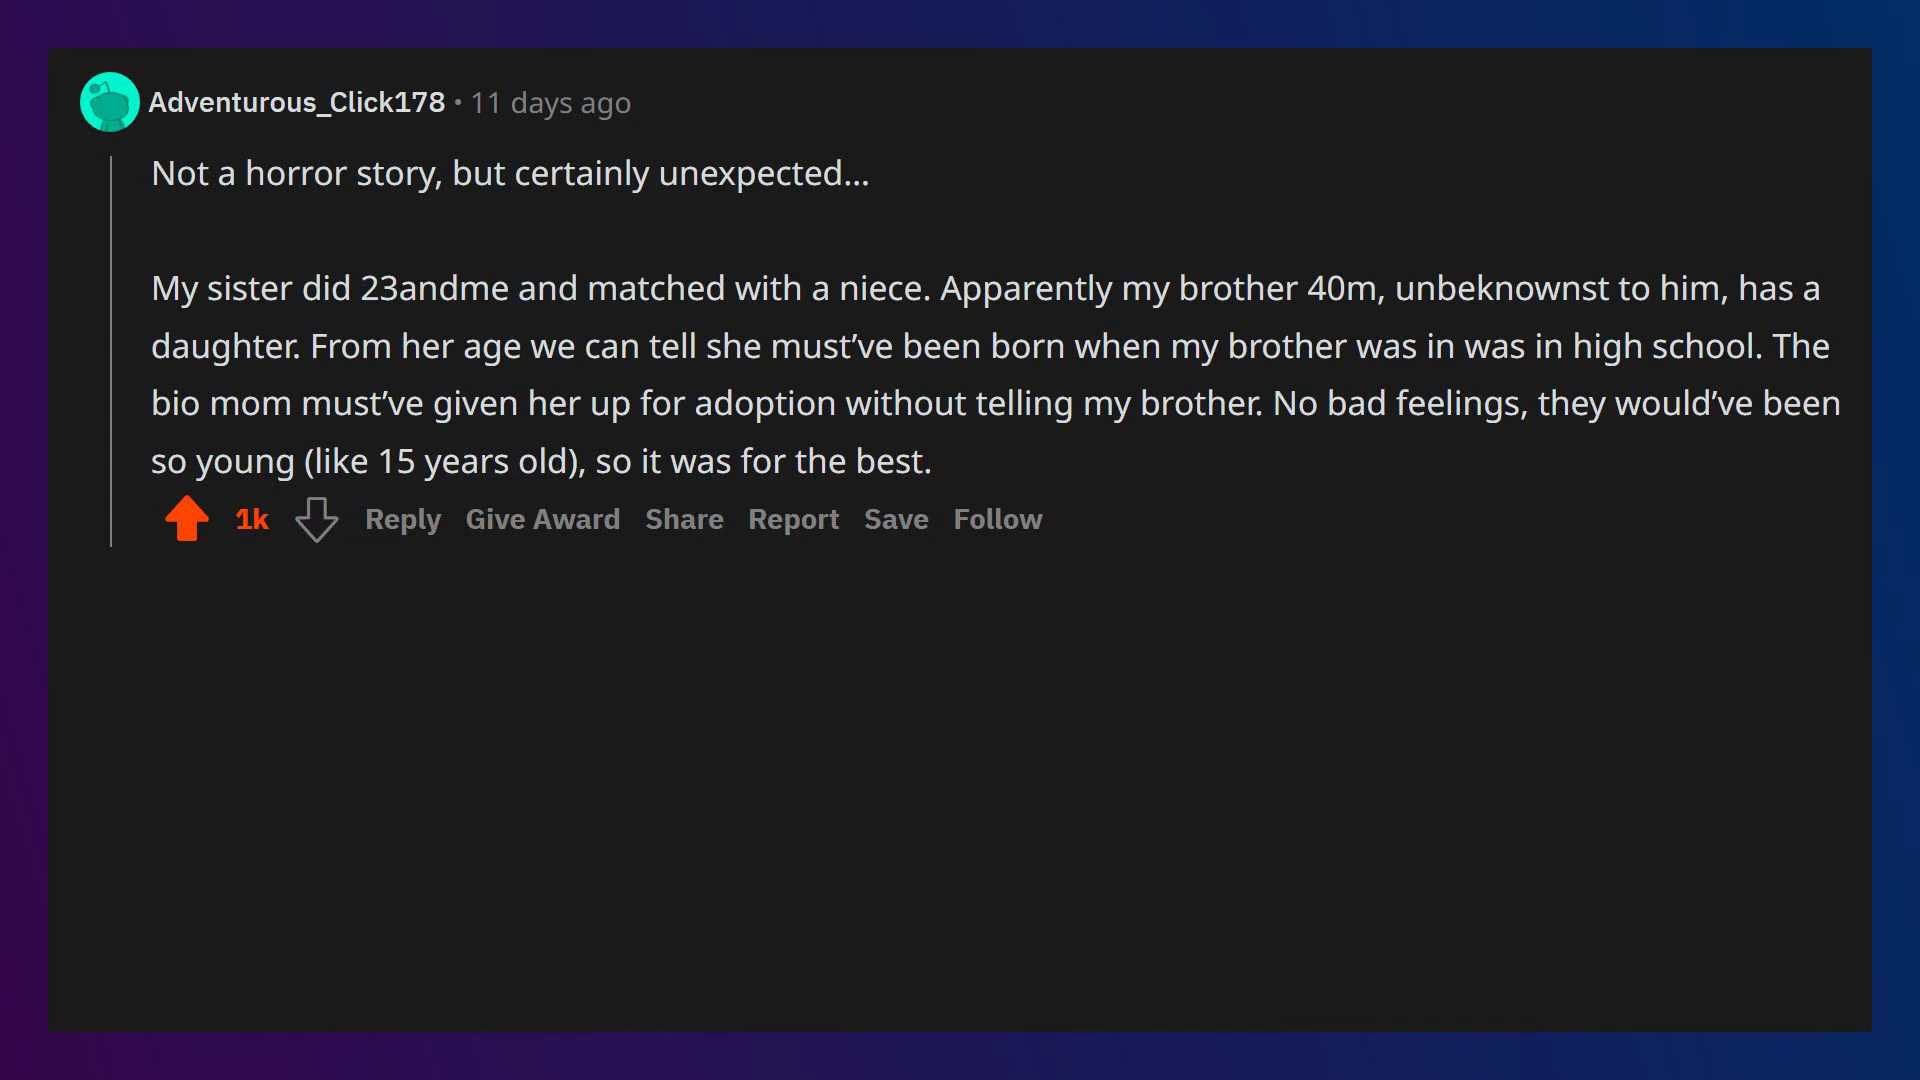 Adventurous_Click178 • 11 days ago
Not a horror story, but certainly unexpected...
My sister did 23andme and matched with a niece. Apparently my brother 40m, unbeknownst to him, has a
daughter. From her age we can tell she must’ve been born when my brother was in was in high school. The
bio mom must’ve given her up for adoption without telling my brother. No bad feelings, they would’ve been
so young (like 15 years old), so it was for the best.
1k Reply Give Award Share Report Save Follow